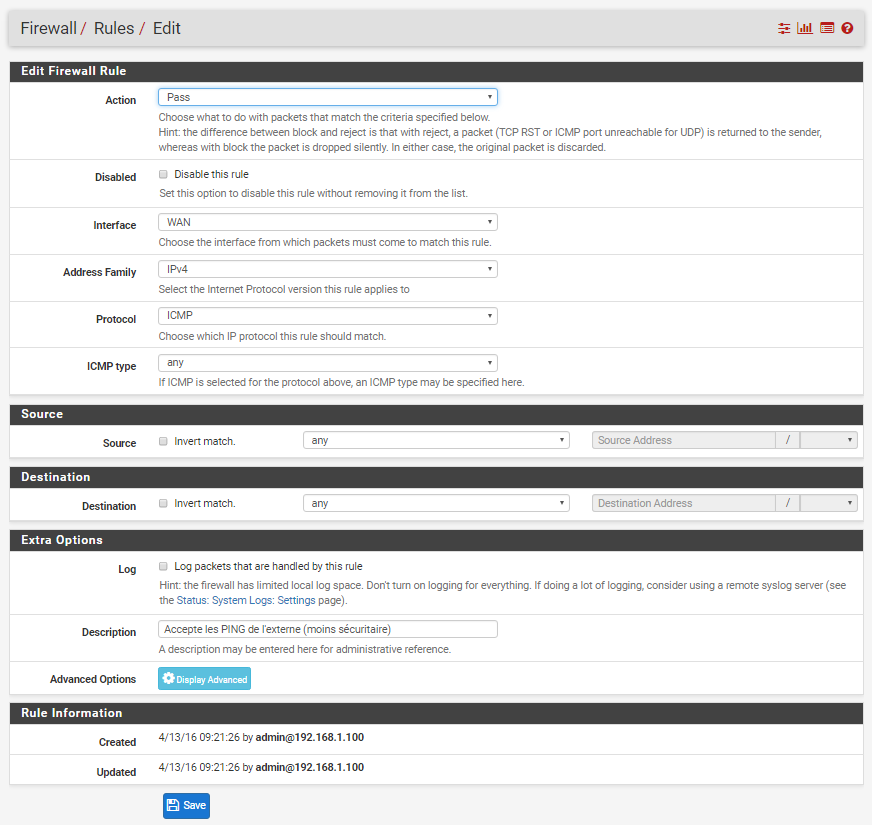 Firewall / Rules / Edit
Edit Firewall Rule
Action
Pass
Choose what to do with packets that match the criteria specified below.
Hint: the difference between block and reject is that with reject, a packet (TCP RST or ICMP port unreachable for UDP) is returned to the sender,
whereas with block the packet is dropped silently. In either case, the original packet is discarded.
Disabled
Disable this rule
Set this option to disable this rule without removing it from the list.
Interface
WAN
Choose the interface from which packets must come to match this rule.
Address Family
IPv4
Select the Internet Protocol version this rule applies to
Protocol
ICMP
Choose which IP protocol this rule should match.
ICMP type
any
If ICMP is selected for the protocol above, an ICMP type may be specified here.
Source
Source Invert match. any Source Address /
Destination
Destination Invert match. any Destination Address /
Extra Options
Log
Log packets that are handled by this rule
Hint: the firewall has limited local log space. Don't turn on logging for everything. If doing a lot of logging, consider using a remote syslog server (see
the Status: System Logs: Settings page).
Description
Accepte les PING de l'externe (moins sécuritaire)
A description may be entered here for administrative reference.
Advanced Options
Display Advanced
Rule Information
Created 4/13/16 09:21:26 by admin@192.168.1.100
Updated 4/13/16 09:21:26 by admin@192.168.1.100
Save